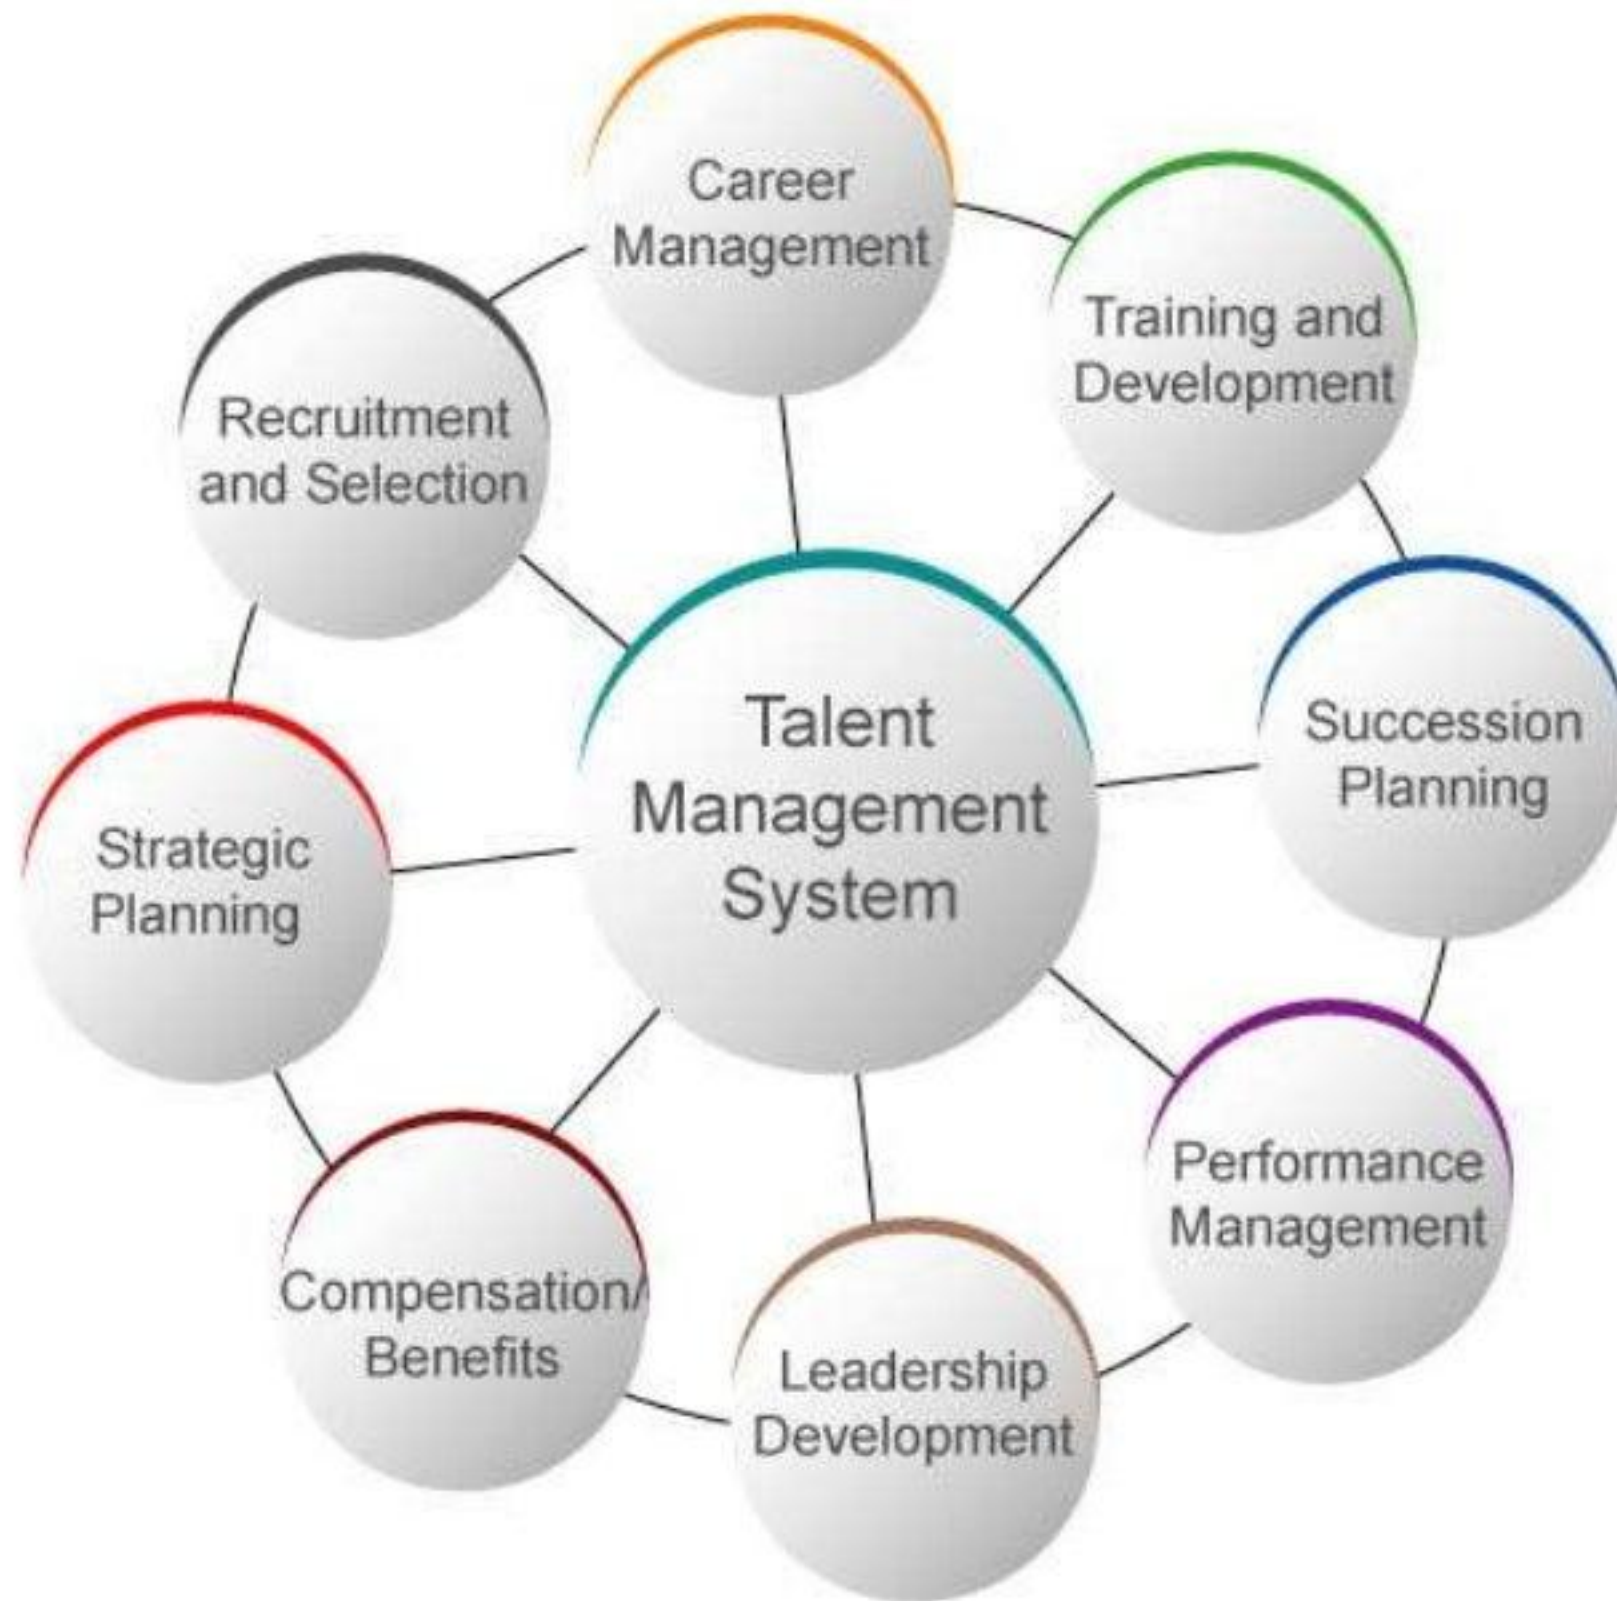 Career
Management
Training and
Development
Recruitment
and Selection
Talent
Management
System
Succession
Planning
Strategic
Planning
Performance
Management
Compensation/
Benefits
Leadership
Development